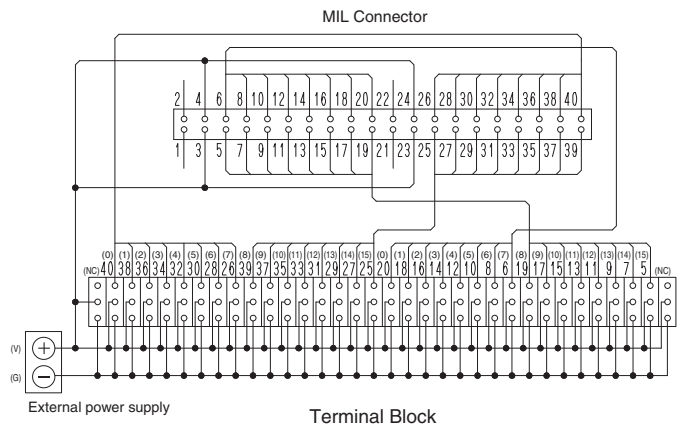 MIL Connector
2 4 6 8 10 12 14 16 18 20 22 24 26 28 30 32 34 36 38 40
1 3 5 7 9 11 13 15 17 19 21 23 25 27 29 31 33 35 37 39
(0) (1) (2) (3) (4) (5) (6) (7) (8) (9) (10) (11) (12) (13) (14) (15) (0) (1) (2) (3) (4) (5) (6) (7) (8) (9) (10) (11) (12) (13) (14) (15)
(NC) 40 38 36 34 32 30 28 26 39 37 35 33 31 29 27 25 20 18 16 14 12 10 8 6 19 17 15 13 11 9 7 5 (NC)
(V)
(G)
External power supply
Terminal Block